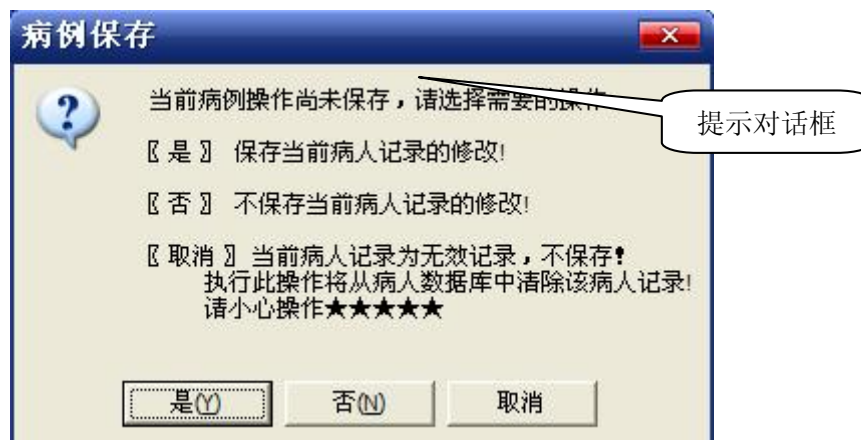 病例保存
当前病例操作尚未保存，请选择需要的操作
提示对话框
〖是〗 保存当前病人记录的修改!
〖否〗 不保存当前病人记录的修改!
〖取消〗当前病人记录为无效记录，不保存!
执行此操作将从病人数据库中清除该病人记录!
请小心操作★★★★★
是(Y) 否(N) 取消